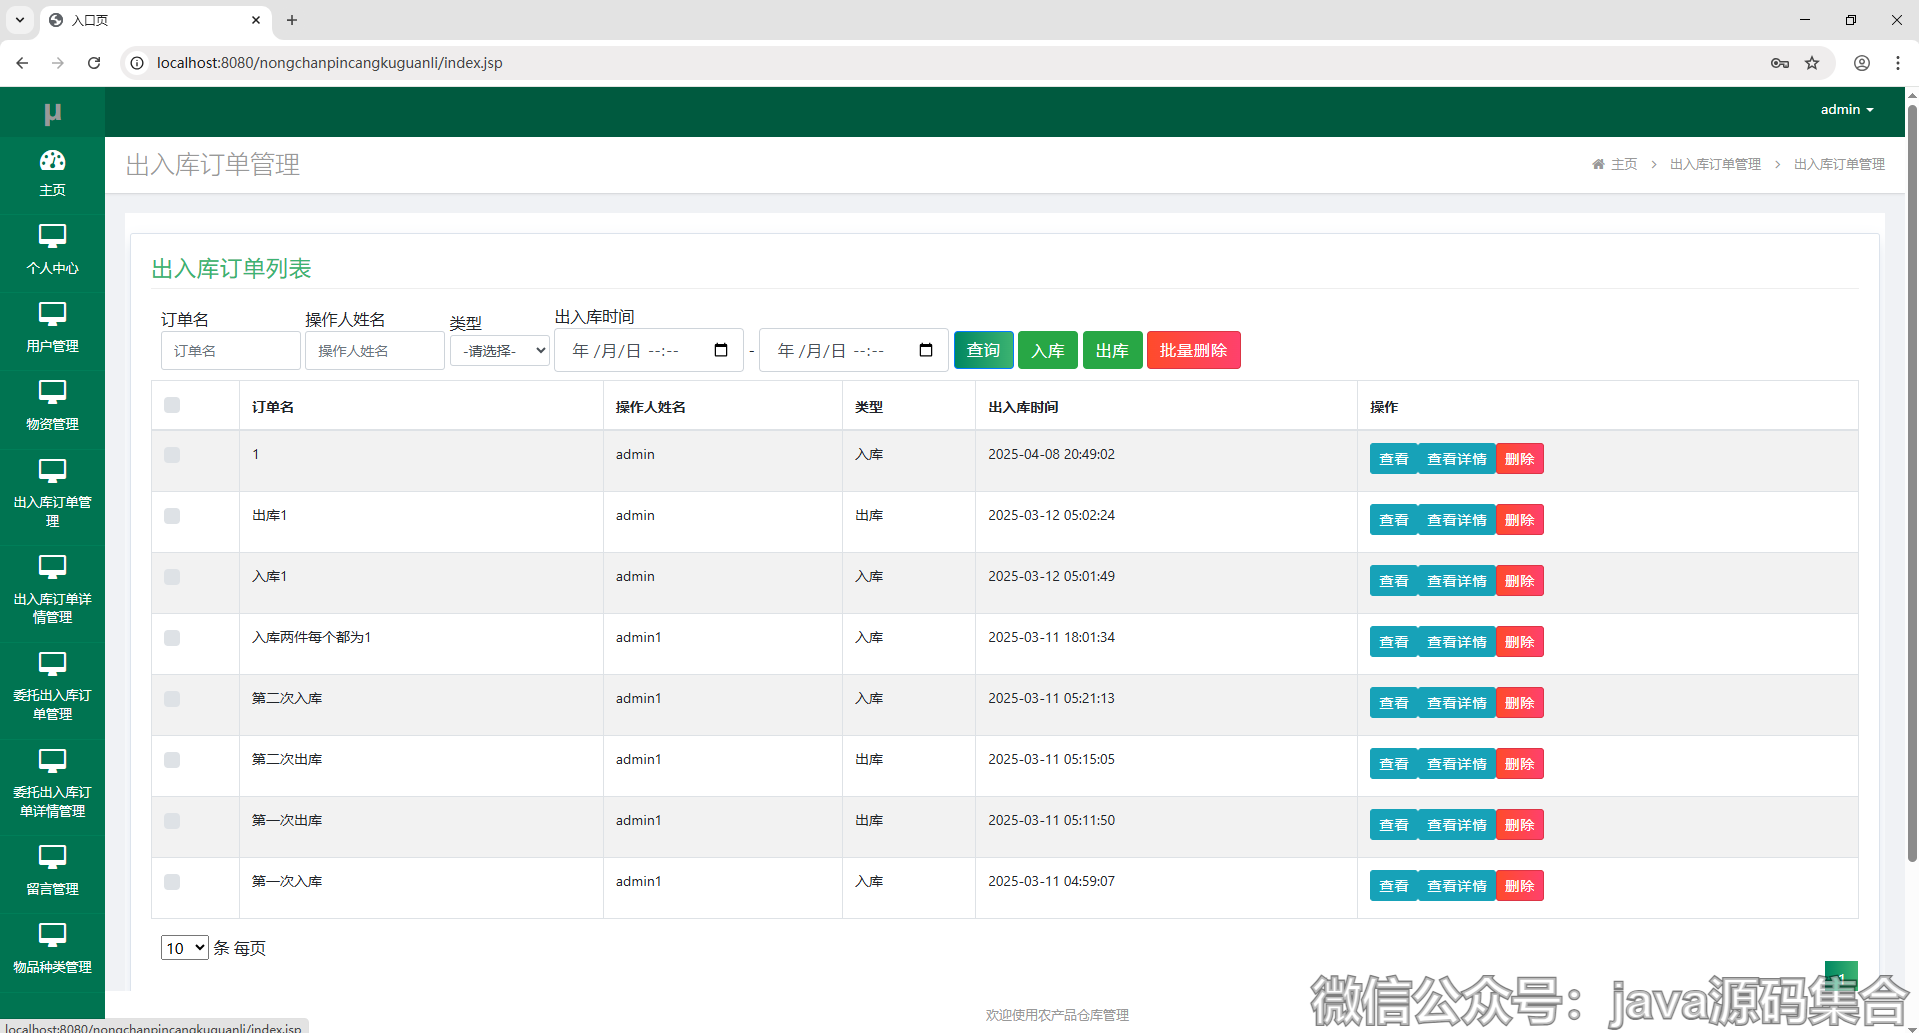 入口页
localhost:8080/nongchanpincangkuguanli/index.jsp
μ
admin
主页
个人中心
用户管理
物资管理
出入库订单管
理
出入库订单详
情管理
委托出入库订
单管理
委托出入库订
单详情管理
留言管理
物品种类管理
出入库订单管理
主页 > 出入库订单管理 > 出入库订单管理
出入库订单列表
订单名 操作人姓名 类型 出入库时间
订单名 操作人姓名 -请选择- 年 /月/日 --:-- - 年 /月/日 --:-- 查询 入库 出库 批量删除
订单名 操作人姓名 类型 出入库时间 操作
1 admin 入库 2025-04-08 20:49:02 查看 查看详情 删除
出库1 admin 出库 2025-03-12 05:02:24 查看 查看详情 删除
入库1 admin 入库 2025-03-12 05:01:49 查看 查看详情 删除
入库两件每个都为1 admin1 入库 2025-03-11 18:01:34 查看 查看详情 删除
第二次入库 admin1 入库 2025-03-11 05:21:13 查看 查看详情 删除
第二次出库 admin1 出库 2025-03-11 05:15:05 查看 查看详情 删除
第一次出库 admin1 出库 2025-03-11 05:11:50 查看 查看详情 删除
第一次入库 admin1 入库 2025-03-11 04:59:07 查看 查看详情 删除
10 条 每页
1
欢迎使用农产品仓库管理
微信公众号：java源码集合
localhost:8080/nongchanpincangkuguanli/index.jsp